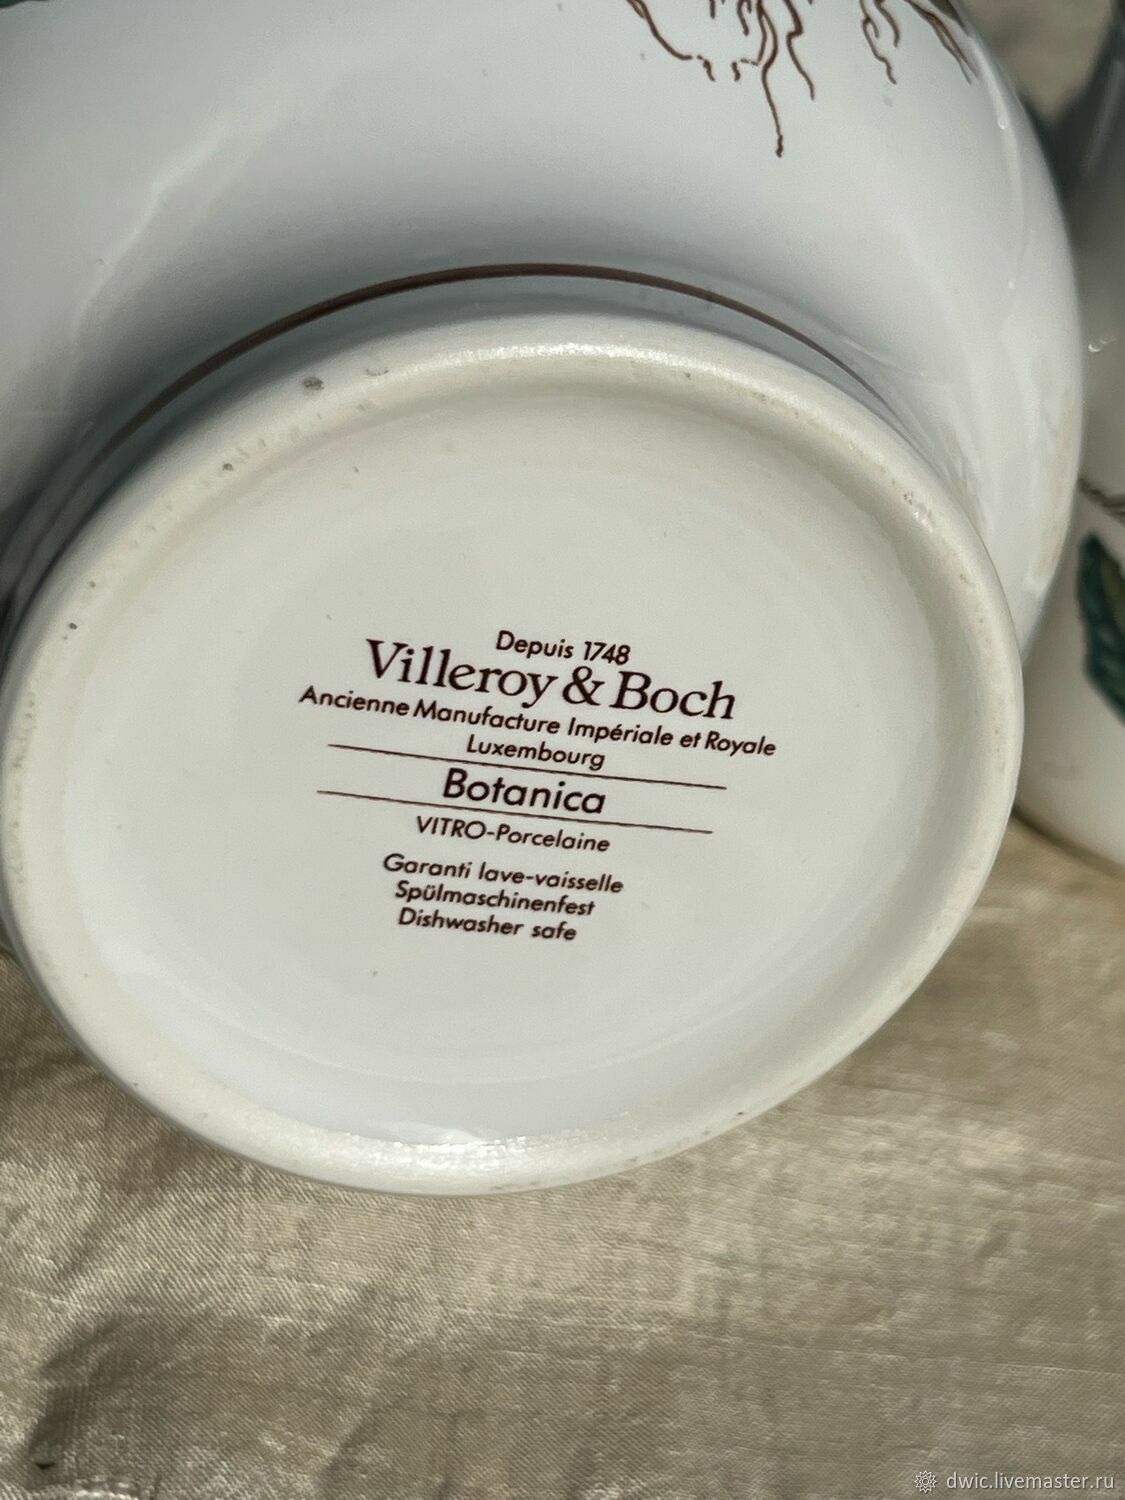 Depuis 1748
Villeroy & Boch
Ancienne Manufacture Impériale et Royale
Luxembourg
Botanica
VITRO-Porcelaine
Garanti lave-vaisselle
Spülmaschinenfest
Dishwasher safe
dwic.livemaster.ru